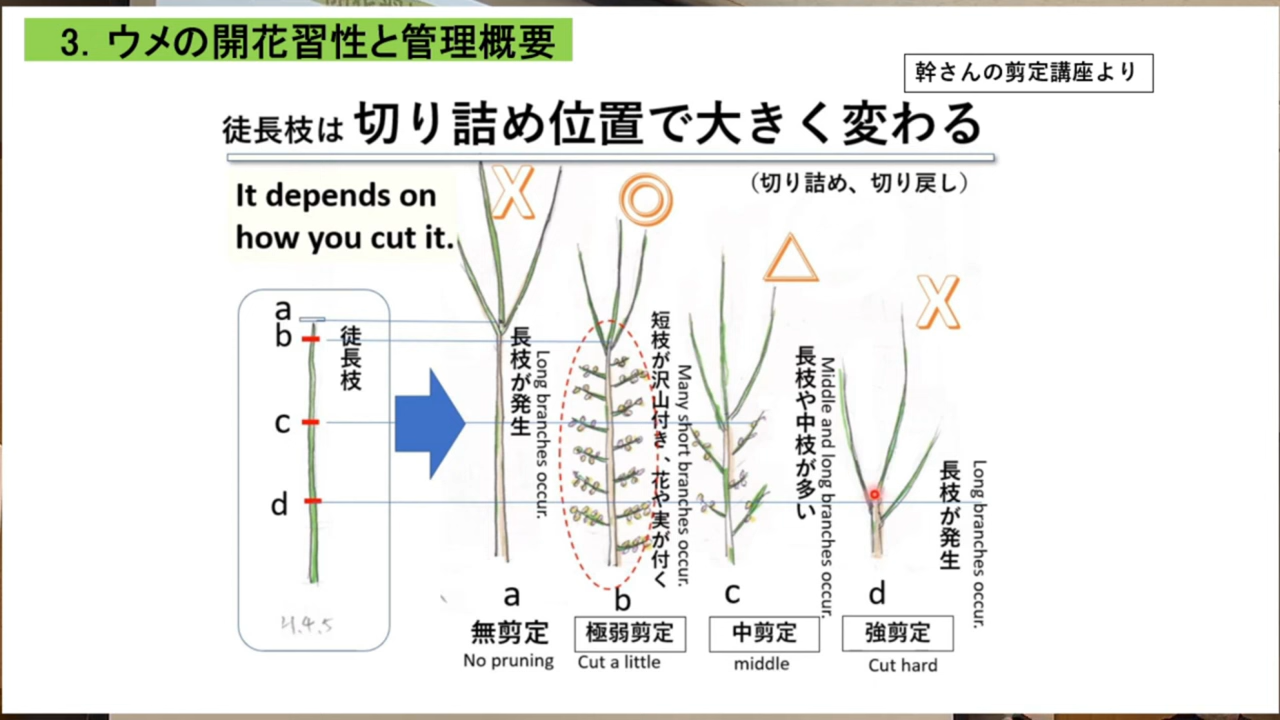 3. ウメの開花習性と管理概要
幹さんの剪定講座より
徒長枝は切り詰め位置で大きく変わる
(切り詰め、切り戻し)
It depends on
how you cut it.
X
◎
△
X
a
b
c
d
徒長枝
4.4.5
長枝が発生
Long branches occur.
短枝が沢山付き、花や実が付く
Many short branches occur.
長枝や中枝が多い
Middle and long branches occur.
長枝が発生
Long branches occur.
a
無剪定
No pruning
b
極弱剪定
Cut a little
c
中剪定
middle
d
強剪定
Cut hard